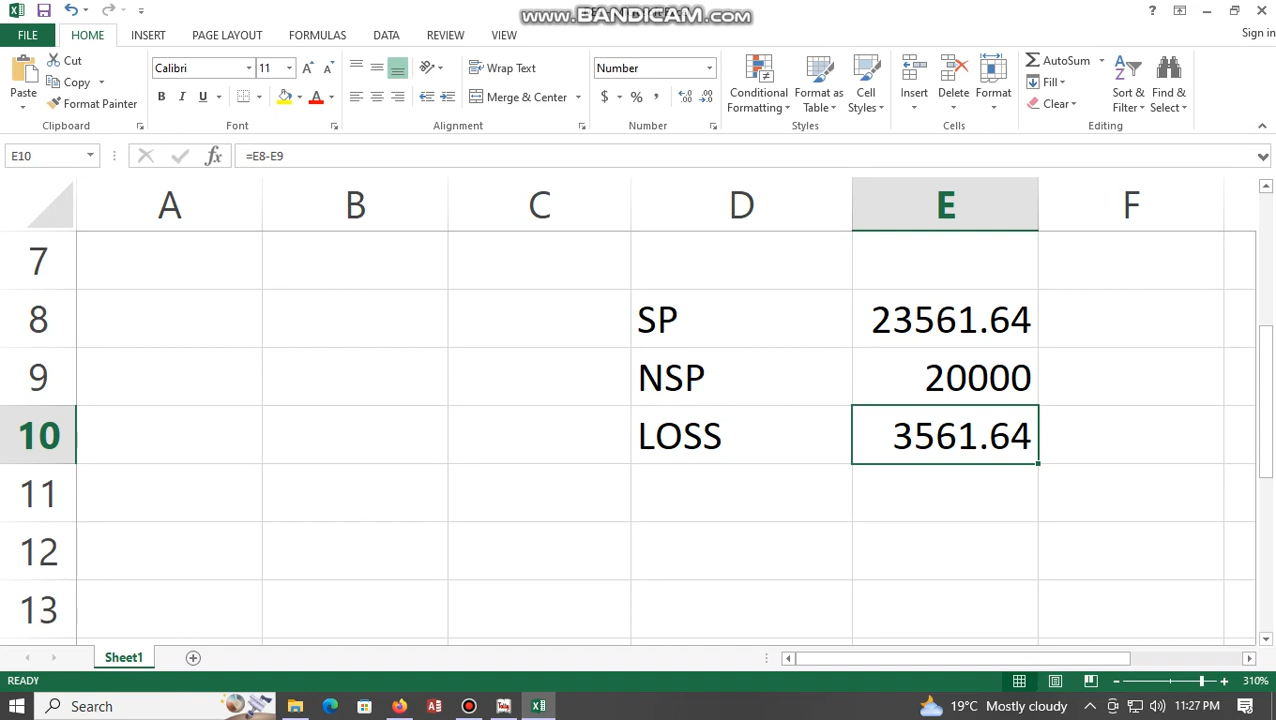 www.BANDICAM.com
Sign in
FILE HOME INSERT PAGE LAYOUT FORMULAS DATA REVIEW VIEW
Paste
Cut
Copy
Format Painter
Clipboard
Calibri 11
B I U
Font
Wrap Text
Merge & Center
Alignment
Number
$ % ,
Number
Conditional Formatting
Format as Table
Cell Styles
Styles
Insert
Delete
Format
Cells
AutoSum
Fill
Clear
Sort & Filter
Find & Select
Editing
E10 fx =E8-E9
A B C D E F
7
8 SP 23561.64
9 NSP 20000
10 LOSS 3561.64
11
12
13
Sheet1
READY 310%
Search 19°C Mostly cloudy 11:27 PM